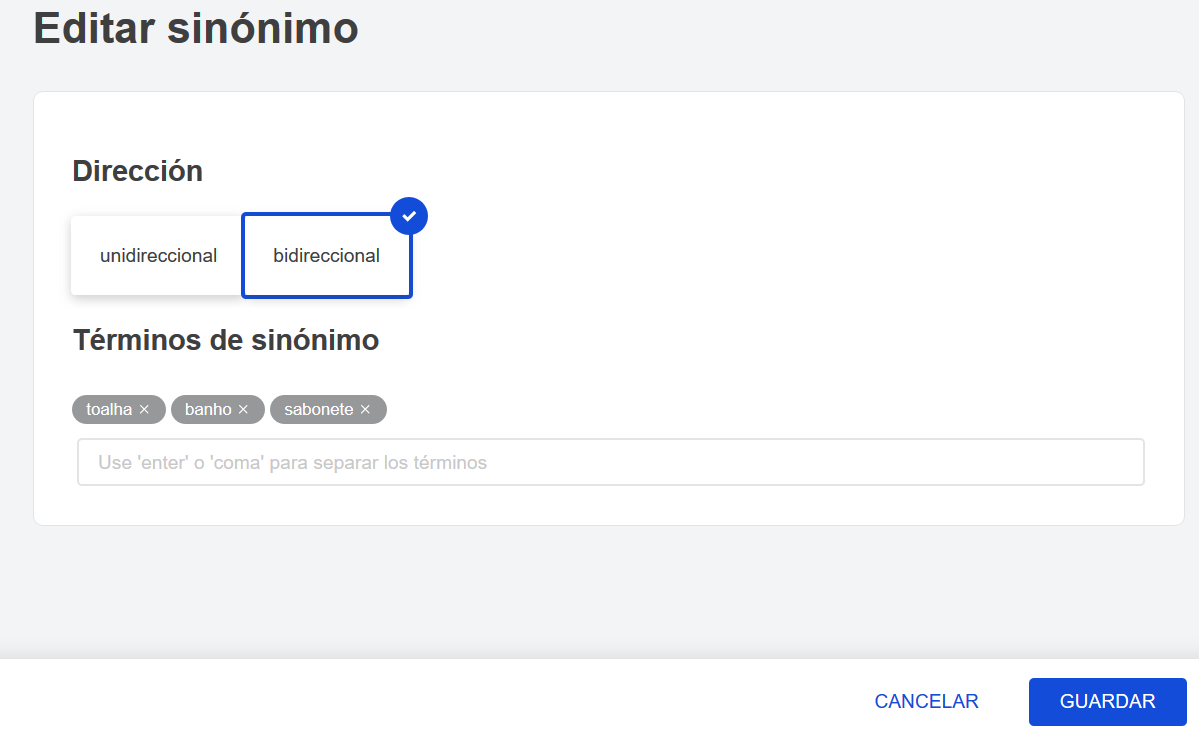 Editar sinónimo
Dirección
unidireccional bidireccional
Términos de sinónimo
toalha × banho × sabonete ×
Use 'enter' o 'coma' para separar los términos
CANCELAR GUARDAR